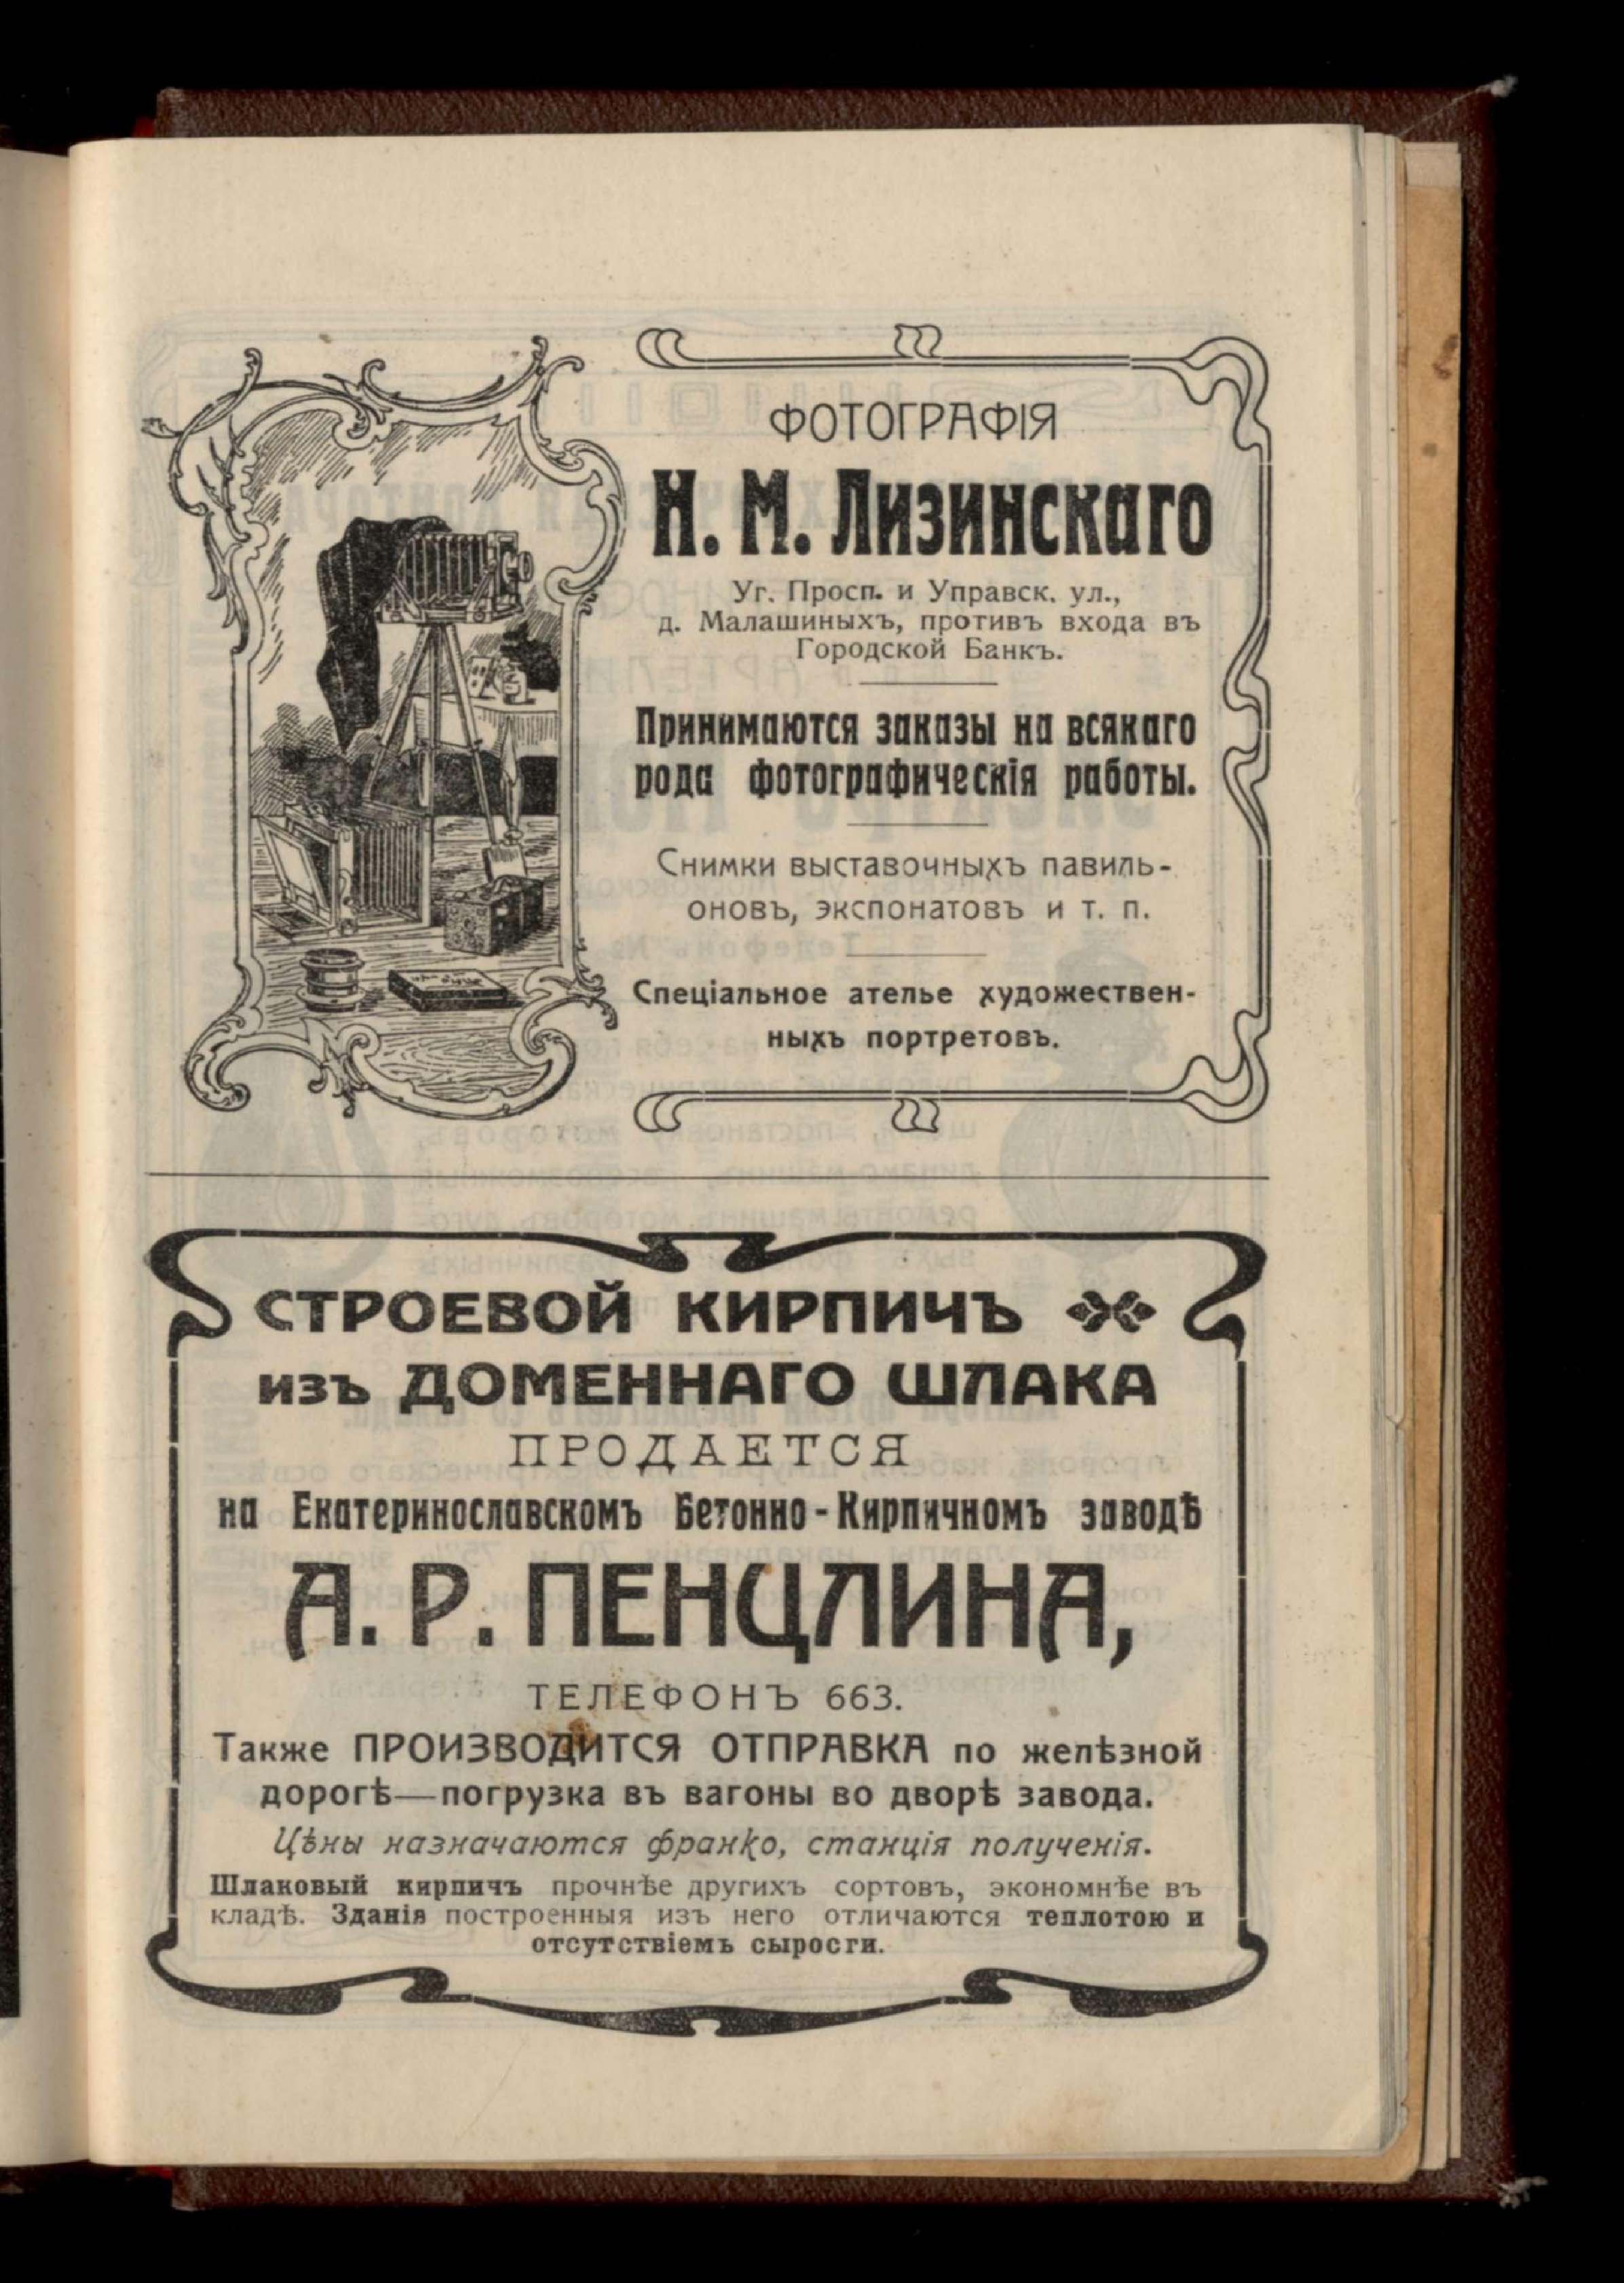 ФОТОГРАФІЯ
Н. М. Лизинскаго
Уг. Просп. и Управск. ул.,
д. Малашиныхъ, противъ входа въ
Городской Банкъ.
Принимаются заказы на всякаго
рода фотографическія работы.
Снимки выставочныхъ павиль-
оновъ, экспонатовъ и т. п.
Спеціальное ателье художествен-
ныхъ портретовъ.
СТРОЕВОЙ КИРПИЧЪ
изъ ДОМЕННАГО ШЛАКА
ПРОДАЕТСЯ
на Екатеринославскомъ Бетонно-Кирпичномъ заводѣ
А. Р. ПЕНЦЛИНА,
ТЕЛЕФОНЪ 663.
Также ПРОИЗВОДИТСЯ ОТПРАВКА по желѣзной
дорогѣ—погрузка въ вагоны во дворѣ завода.
Цѣны назначаются франко, станція полученія.
Шлаковый кирпичъ прочнѣе другихъ сортовъ, экономнѣе въ
кладѣ. Зданія построенныя изъ него отличаются теплотою и
отсутствіемъ сырости.